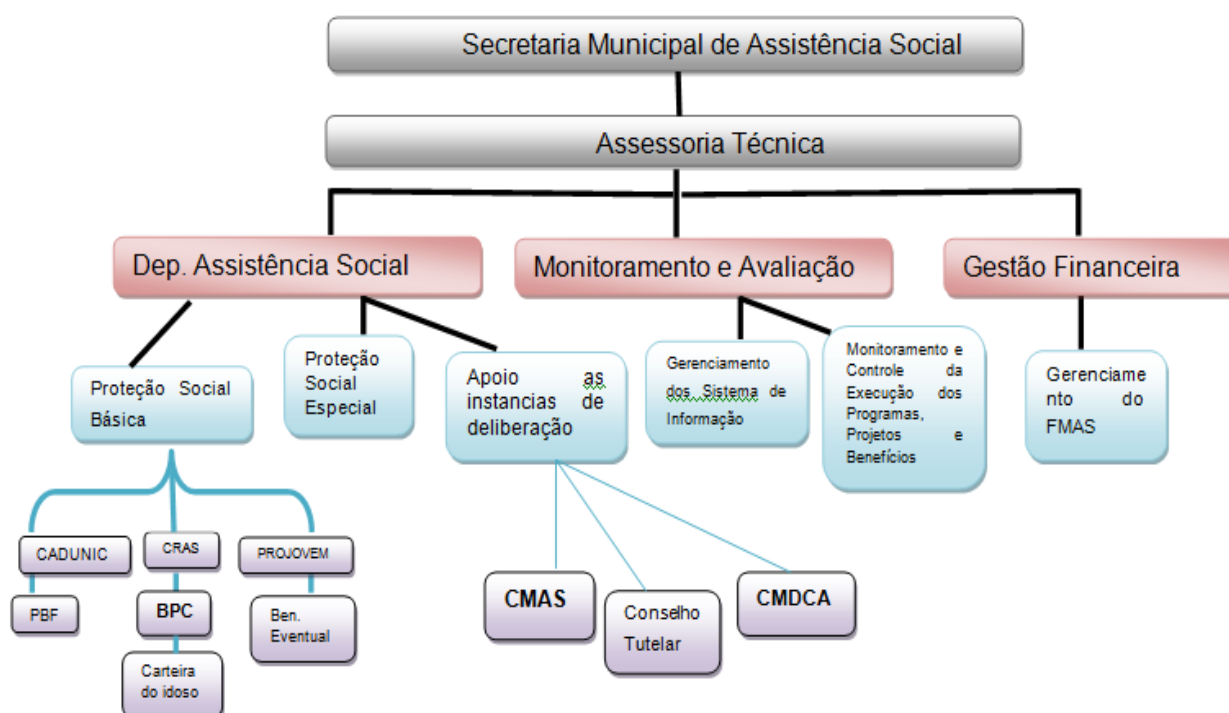 Secretaria Municipal de Assistência Social
Assessoria Técnica
Dep. Assistência Social
Monitoramento e Avaliação
Gestão Financeira
Proteção Social
Básica
Proteção
Social
Especial
Apoio as
instancias de
deliberação
Gerenciamento
dos Sistema de
Informação
Monitoramento e
Controle da
Execução dos
Programas,
Projetos e
Benefícios
Gerenciame
nto do
FMAS
CADUNIC
CRAS
PROJOVEM
PBF
BPC
Ben.
Eventual
Carteira
do idoso
CMAS
Conselho
Tutelar
CMDCA